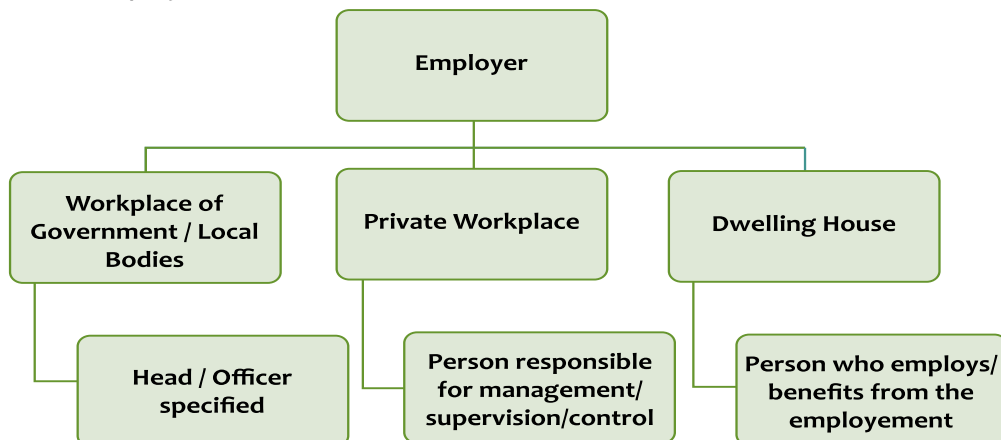 Employer
Workplace of
Government / Local
Bodies
Private Workplace
Dwelling House
Head / Officer
specified
Person responsible
for management/
supervision/control
Person who employs/
benefits from the
employement